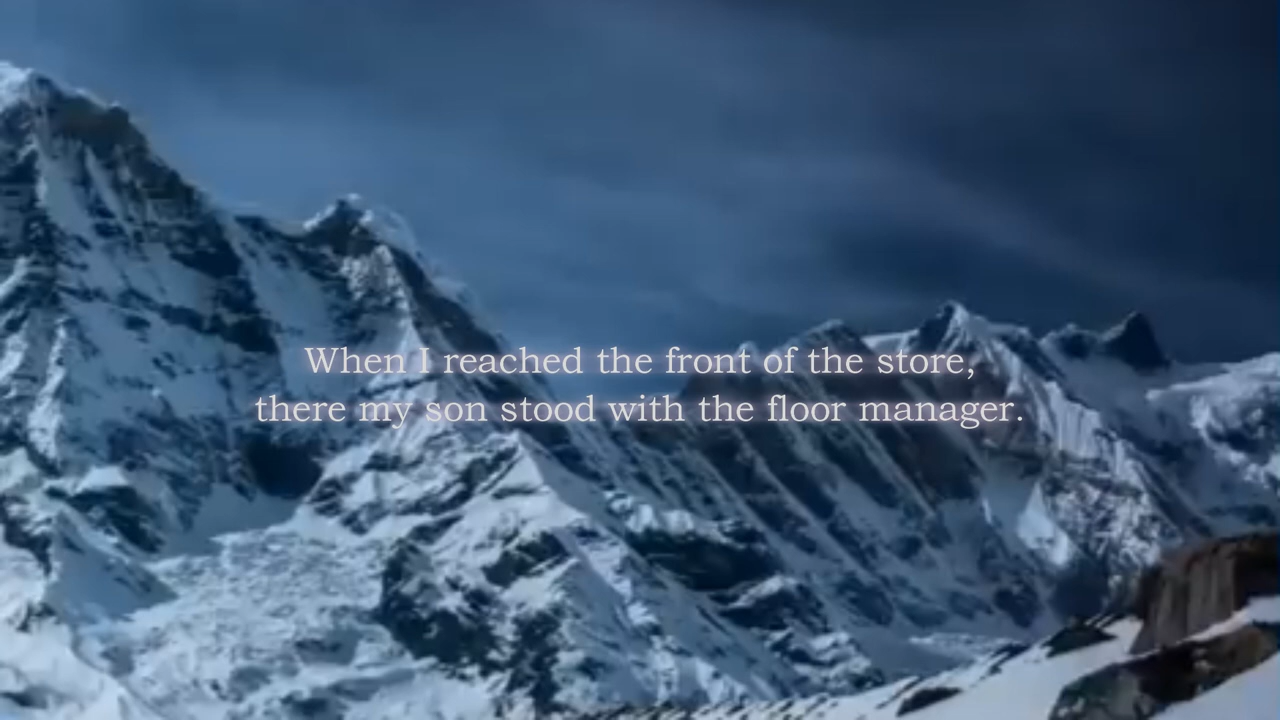 When I reached the front of the store,
there my son stood with the floor manager.